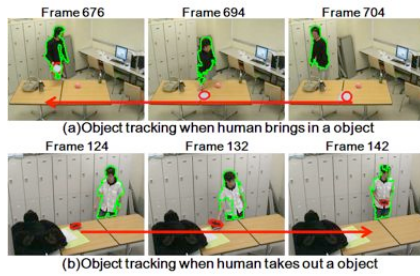 Frame 676 Frame 694 Frame 704
(a)Object tracking when human brings in a object
Frame 124 Frame 132 Frame 142
(b)Object tracking when human takes out a object